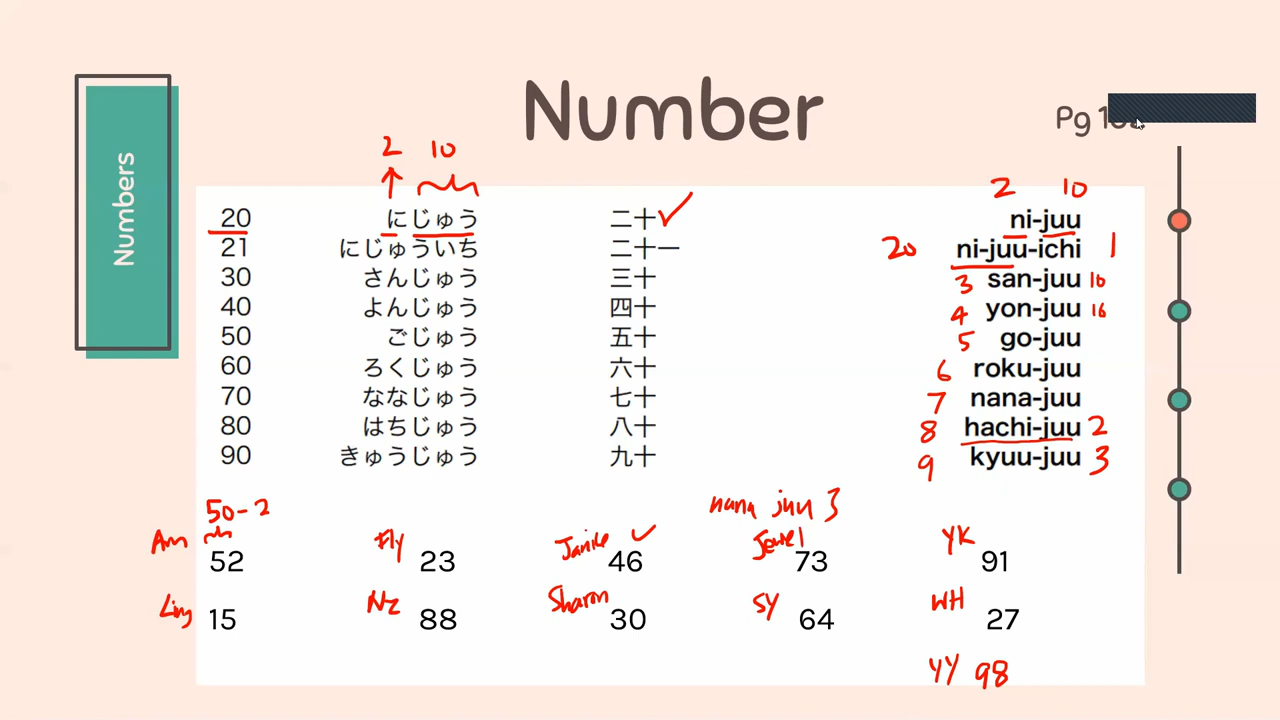 Number
Pg 10
Numbers
2 10
2 10
20 にじゅう 二十 ni-juu
21 にじゅういち 二十一 20 ni-juu-ichi 1
30 さんじゅう 三十 3 san-juu 10
40 よんじゅう 四十 4 yon-juu 10
50 ごじゅう 五十 5 go-juu
60 ろくじゅう 六十 6 roku-juu
70 ななじゅう 七十 7 nana-juu
80 はちじゅう 八十 8 hachi-juu 2
90 きゅうじゅう 九十 9 kyuu-juu 3
50-2 nana juu 3
52 Fly 23 Janice 46 Jewel 73 YK 91
Ling 15 NZ 88 Sharon 30 SY 64 WH 27
YY 98